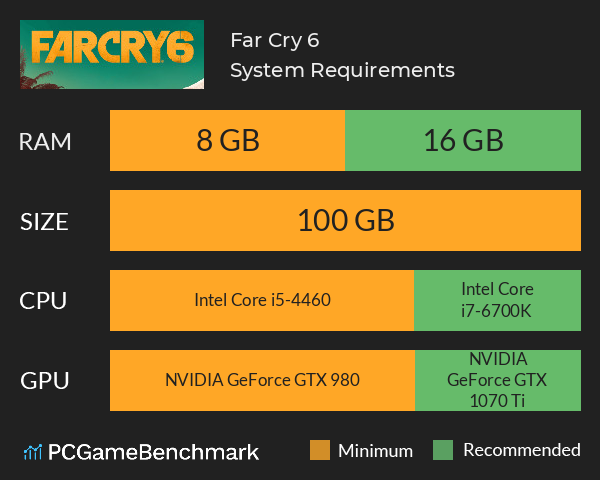 FARCRY6
Far Cry 6
System Requirements
RAM
8 GB
16 GB
SIZE
100 GB
CPU
Intel Core i5-4460
Intel Core
i7-6700K
GPU
NVIDIA GeForce GTX 980
NVIDIA
GeForce GTX
1070 Ti
PCGameBenchmark
Minimum
Recommended